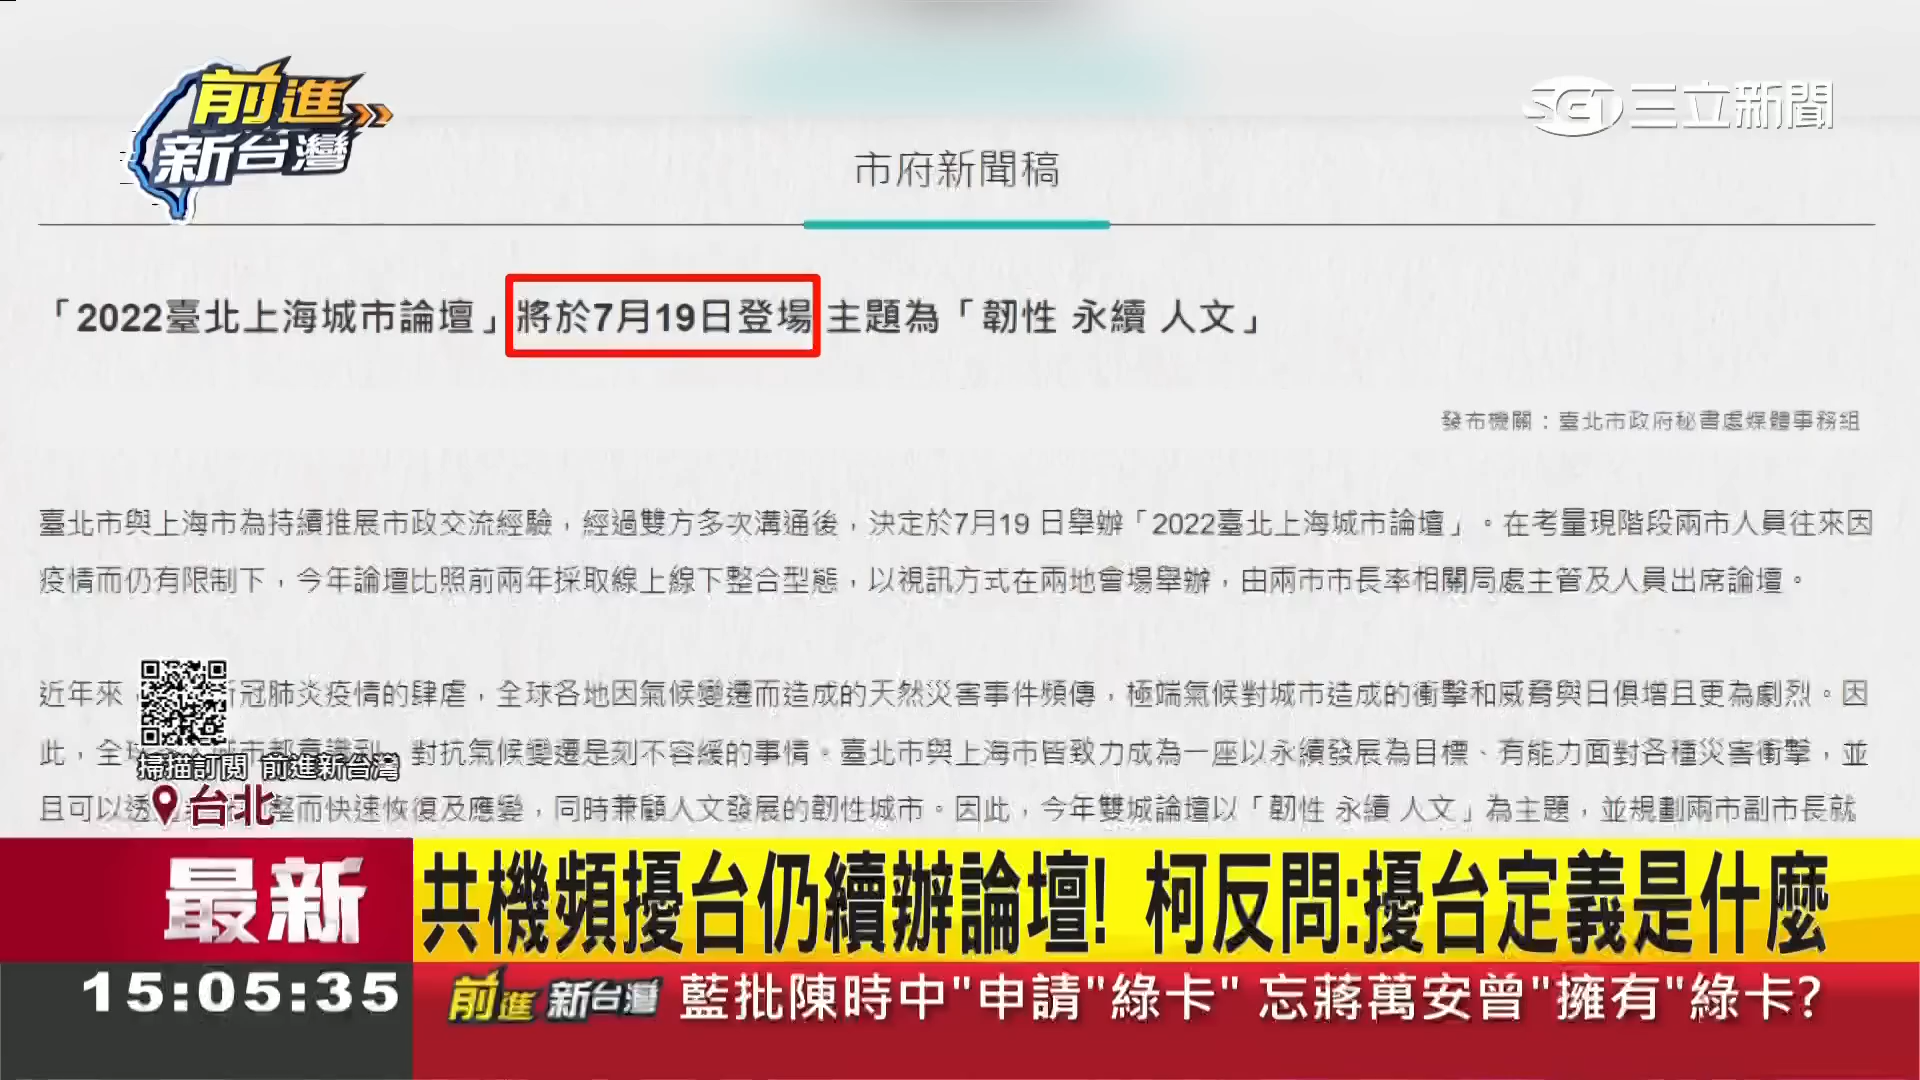 前進
新台灣
SET三立新聞
市府新聞稿
「2022臺北上海城市論壇」將於7月19日登場 主題為「韌性 永續 人文」
發布機關：臺北市政府秘書處媒體事務組
臺北市與上海市為持續推展市政交流經驗，經過雙方多次溝通後，決定於7月19 日舉辦「2022臺北上海城市論壇」。在考量現階段兩市人員往來因
疫情而仍有限制下，今年論壇比照前兩年採取線上線下整合型態，以視訊方式在兩地會場舉辦，由兩市市長率相關局處主管及人員出席論壇。
近年來，新冠肺炎疫情的肆虐，全球各地因氣候變遷而造成的天然災害事件頻傳，極端氣候對城市造成的衝擊和威脅與日俱增且更為劇烈。因
此，全球 城市都意識到，對抗氣候變遷是刻不容緩的事情。臺北市與上海市皆致力成為一座以永續發展為目標、有能力面對各種災害衝擊，並
掃描訂閱 前進新台灣
且可以透 整而快速恢復及應變，同時兼顧人文發展的韌性城市。因此，今年雙城論壇以「韌性 永續 人文」為主題，並規劃兩市副市長就
台北
最新
共機頻擾台仍續辦論壇! 柯反問:擾台定義是什麼
15:05:35
前進新台灣 藍批陳時中"申請"綠卡" 忘蔣萬安曾"擁有"綠卡?